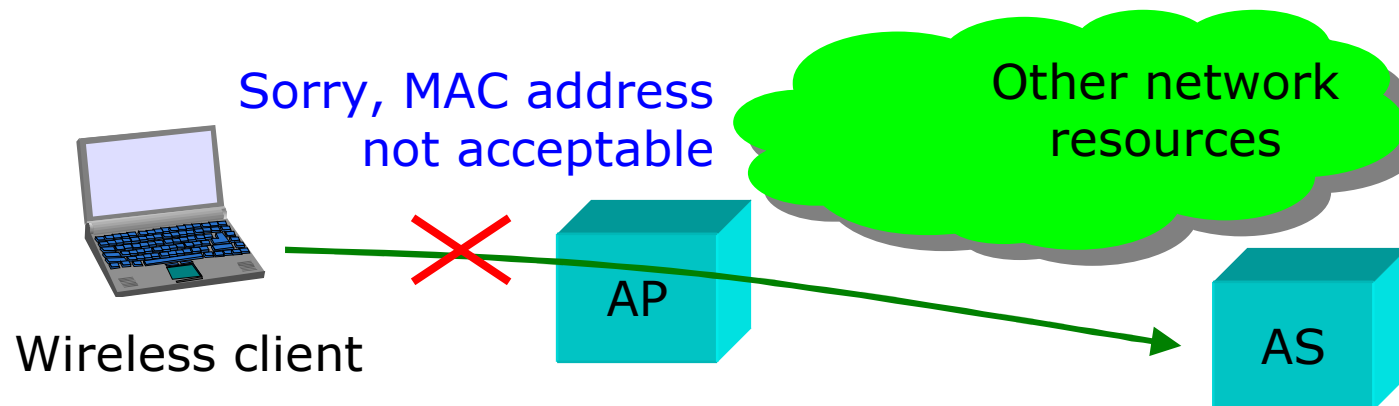 Sorry, MAC address
not acceptable
Other network
resources
AP
Wireless client
AS